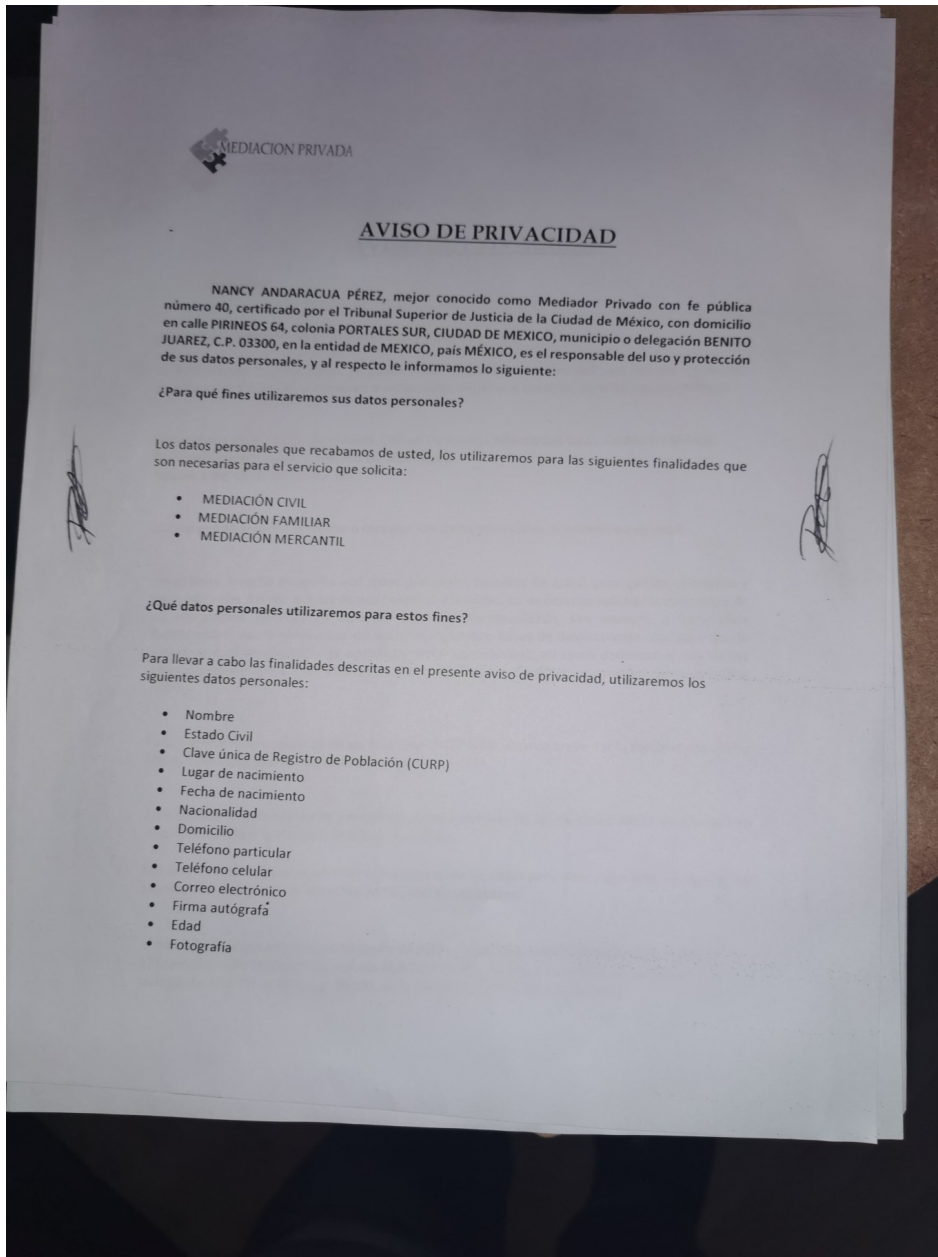 MEDIACION PRIVADA
AVISO DE PRIVACIDAD
NANCY ANDARACUA PÉREZ, mejor conocido como Mediador Privado con fe pública
número 40, certificado por el Tribunal Superior de Justicia de la Ciudad de México, con domicilio
en calle PIRINEOS 64, colonia PORTALES SUR, CIUDAD DE MEXICO, municipio o delegación BENITO
JUAREZ, C.P. 03300, en la entidad de MEXICO, país MÉXICO, es el responsable del uso y protección
de sus datos personales, y al respecto le informamos lo siguiente:
¿Para qué fines utilizaremos sus datos personales?
Los datos personales que recabamos de usted, los utilizaremos para las siguientes finalidades que
son necesarias para el servicio que solicita:
• MEDIACIÓN CIVIL
• MEDIACIÓN FAMILIAR
• MEDIACIÓN MERCANTIL
¿Qué datos personales utilizaremos para estos fines?
Para llevar a cabo las finalidades descritas en el presente aviso de privacidad, utilizaremos los
siguientes datos personales:
• Nombre
• Estado Civil
• Clave única de Registro de Población (CURP)
• Lugar de nacimiento
• Fecha de nacimiento
• Nacionalidad
• Domicilio
• Teléfono particular
• Teléfono celular
• Correo electrónico
• Firma autógrafa
• Edad
• Fotografía